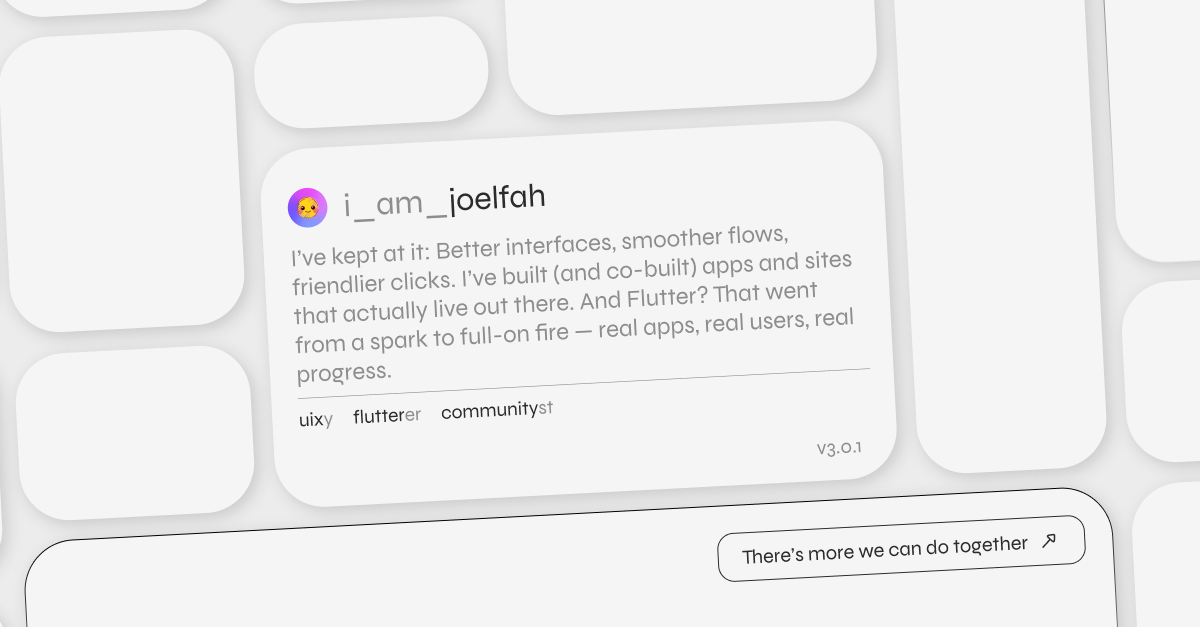 i_am_joelfah
I've kept at it: Better interfaces, smoother flows,
friendlier clicks. I've built (and co-built) apps and sites
that actually live out there. And Flutter? That went
from a spark to full-on fire — real apps, real users, real
progress.
uixy flutterer communityst
v3.0.1
There's more we can do together